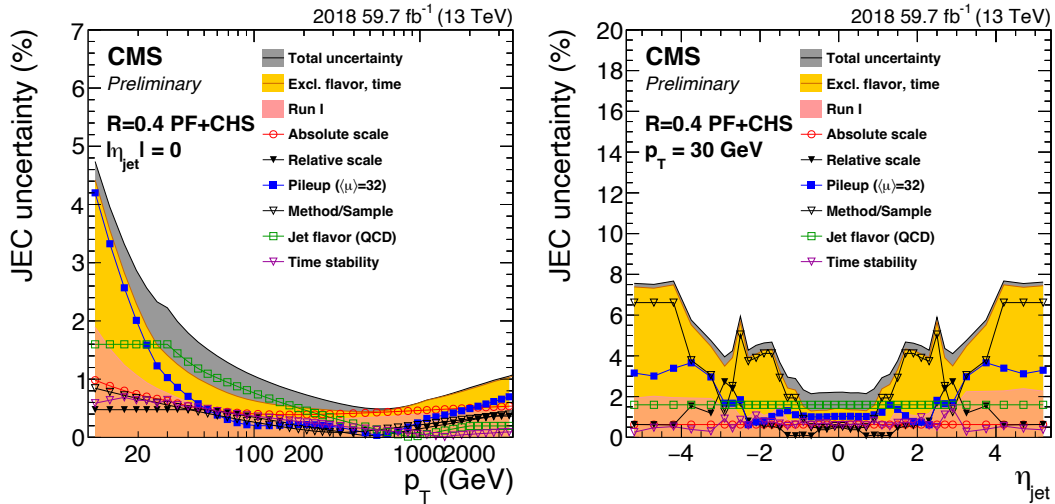 2018 59.7 fb⁻¹ (13 TeV)
JEC uncertainty (%)
7
6
5
4
3
2
1
0
CMS
Preliminary
R=0.4 PF+CHS
|η_jet| = 0
Total uncertainty
Excl. flavor, time
Run I
Absolute scale
Relative scale
Pileup (⟨μ⟩=32)
Method/Sample
Jet flavor (QCD)
Time stability
20 100 200 1000 2000
p_T (GeV)
2018 59.7 fb⁻¹ (13 TeV)
JEC uncertainty (%)
20
18
16
14
12
10
8
6
4
2
0
CMS
Preliminary
R=0.4 PF+CHS
p_T = 30 GeV
Total uncertainty
Excl. flavor, time
Run I
Absolute scale
Relative scale
Pileup (⟨μ⟩=32)
Method/Sample
Jet flavor (QCD)
Time stability
−4 −2 0 2 4
η_jet